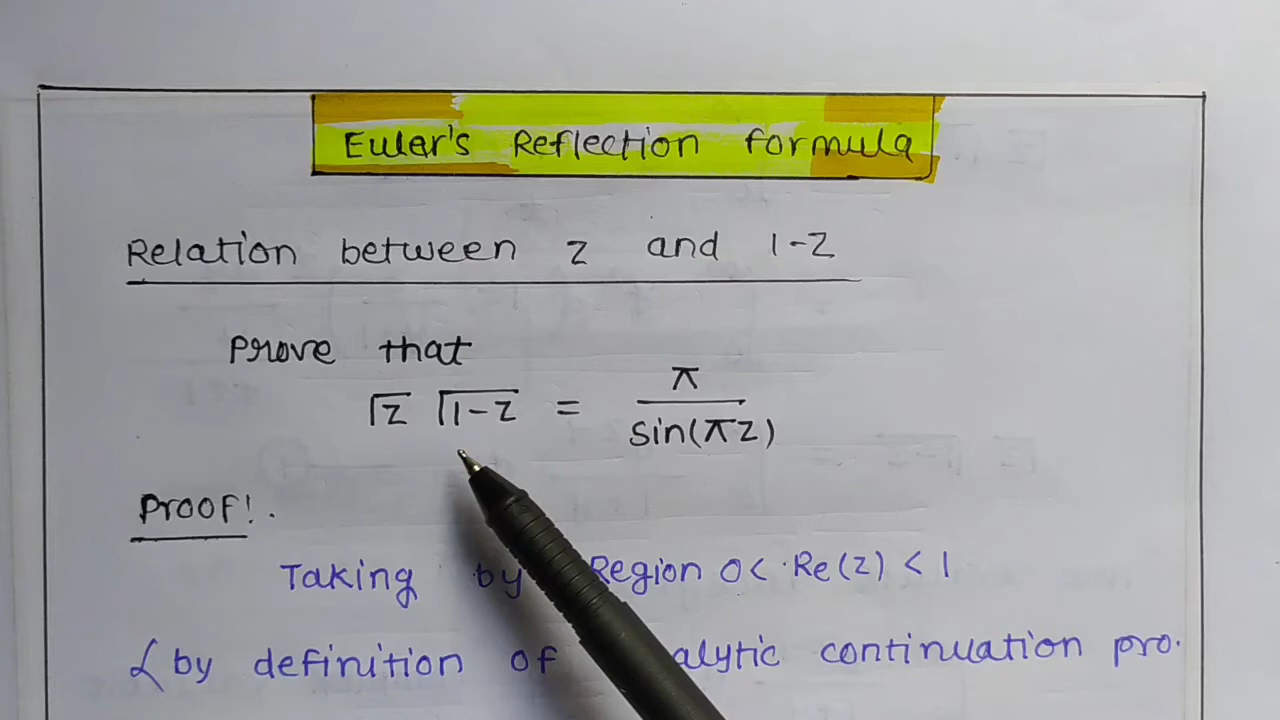 Euler's Reflection formula
Relation between z and 1-z
Prove that
Γz Γ1-z = π / sin(πz)
Proof!.
Taking by Region 0< Re(z) < 1
{by definition of continuation pro.